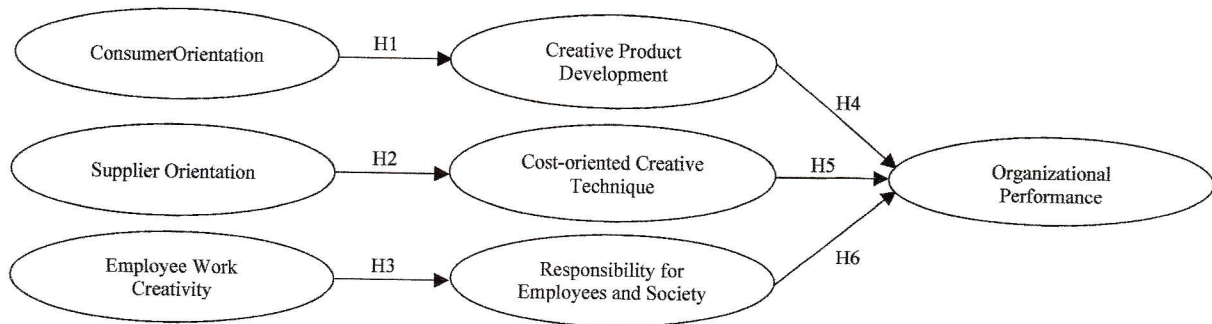 ConsumerOrientation
H1
Creative Product
Development
H4
Supplier Orientation
H2
Cost-oriented Creative
Technique
H5
Organizational
Performance
Employee Work
Creativity
H3
Responsibility for
Employees and Society
H6